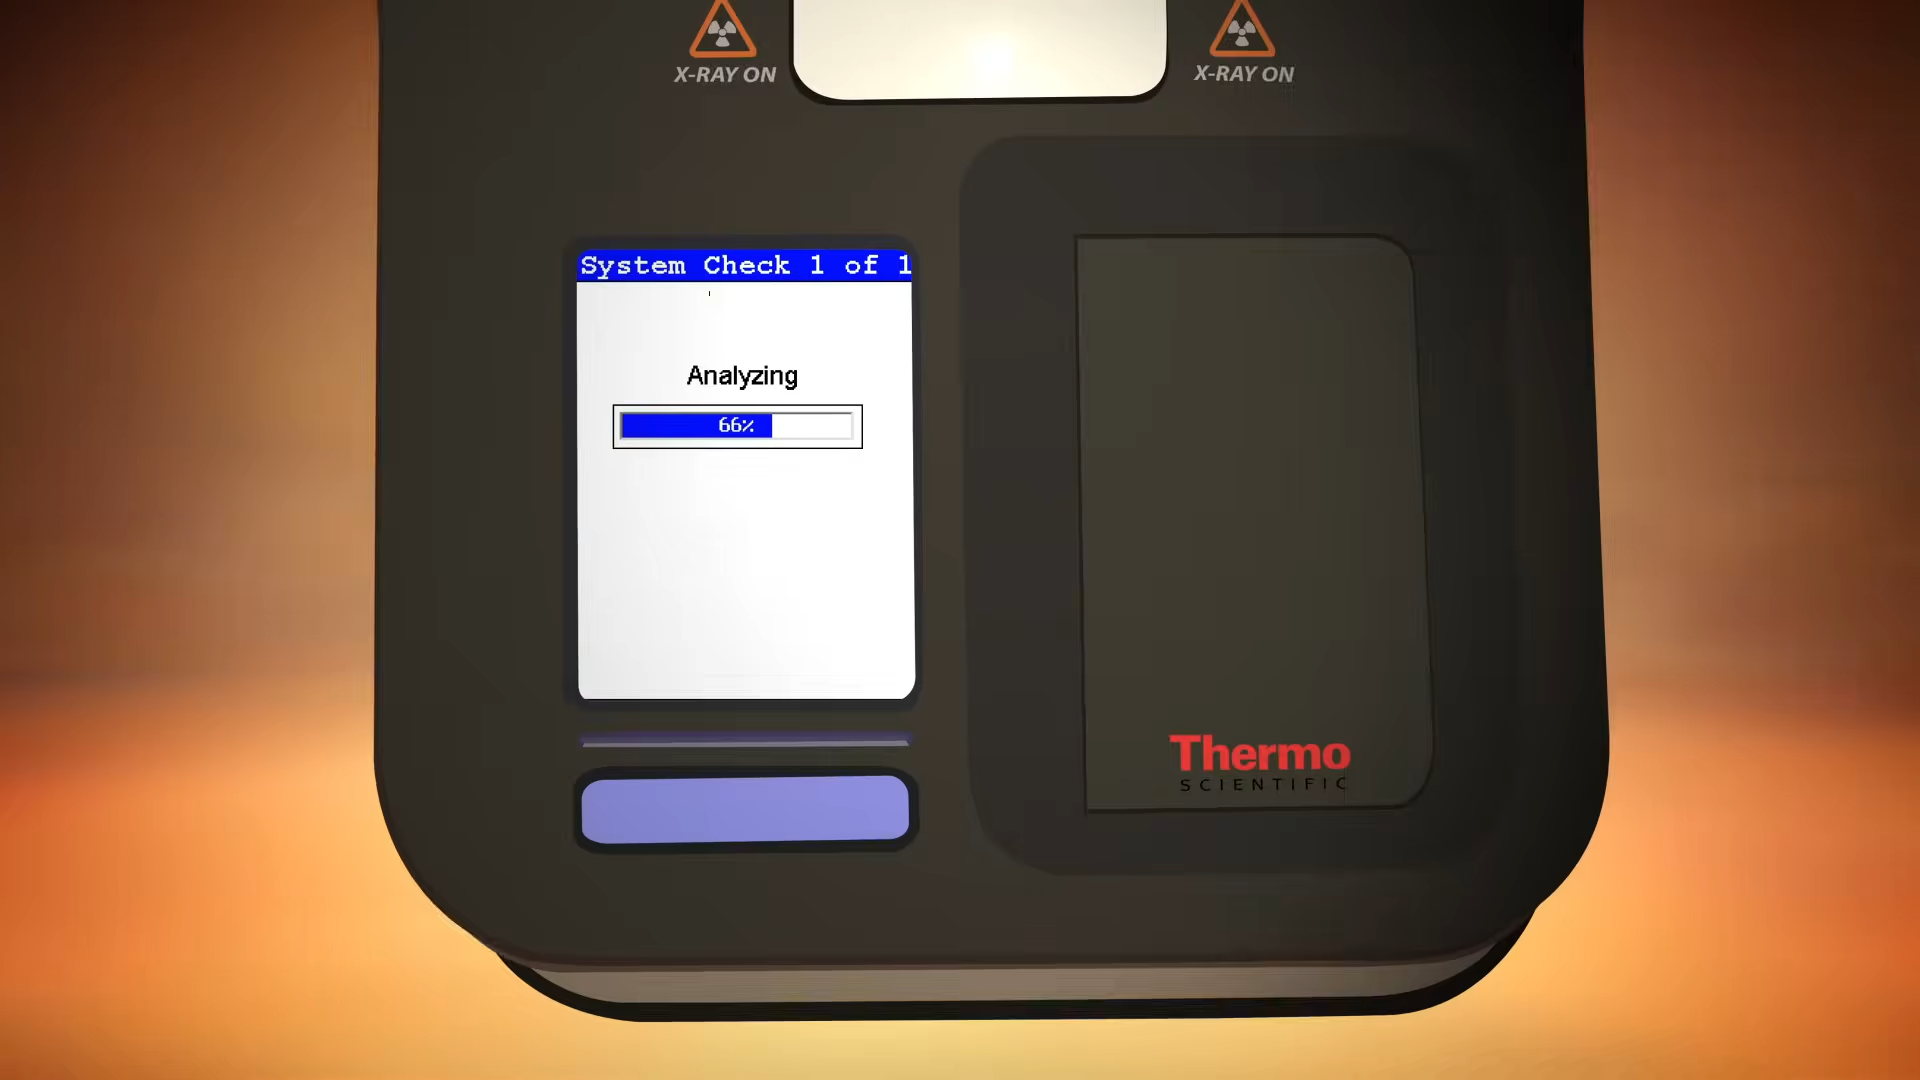 X-RAY ON
X-RAY ON
System Check 1 of 1
Analyzing
66%
Thermo
SCIENTIFIC